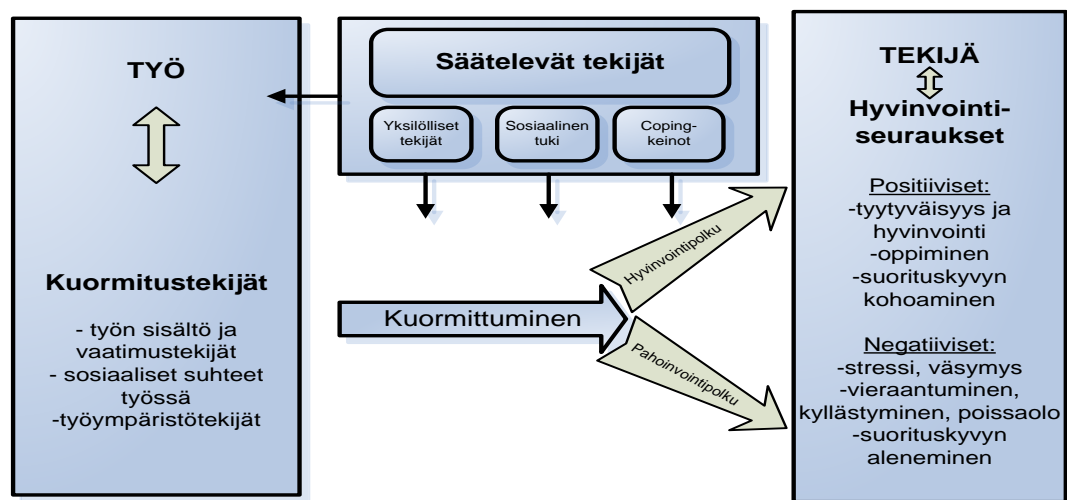 TYÖ
Kuormitustekijät
- työn sisältö ja
vaatimustekijät
- sosiaaliset suhteet
työssä
-työympäristötekijät
Säätelevät tekijät
Yksilölliset
tekijät
Sosiaalinen
tuki
Coping-
keinot
Kuormittuminen
Hyvinvointipolku
Pahoinvointipolku
TEKIJÄ
Hyvinvointi-
seuraukset
Positiiviset:
-tyytyväisyys ja
hyvinvointi
-oppiminen
-suorituskyvyn
kohoaminen
Negatiiviset:
-stressi, väsymys
-vieraantuminen,
kyllästyminen, poissaolo
-suorituskyvyn
aleneminen